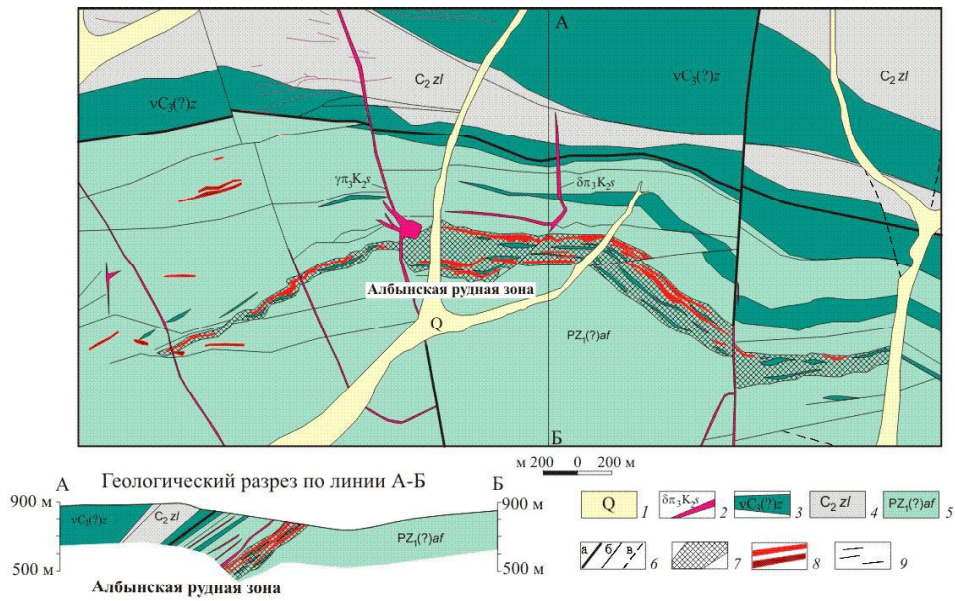 А
C₂ zl
νC₃(?)z
νC₃(?)z
C₂ zl
γπ₃K₂s
δπ₃K₂s
Албынская рудная зона
Q
PZ₁(?)af
Б
м 200 0 200 м
А Геологический разрез по линии А-Б Б
900 м 900 м
νC₃(?)z C₂ zl PZ₁(?)af
500 м 500 м
Албынская рудная зона
Q 1 δπ₃K₂s 2 νC₃(?)z 3 C₂ zl 4 PZ₁(?)af 5
а б в 6 7 8 9